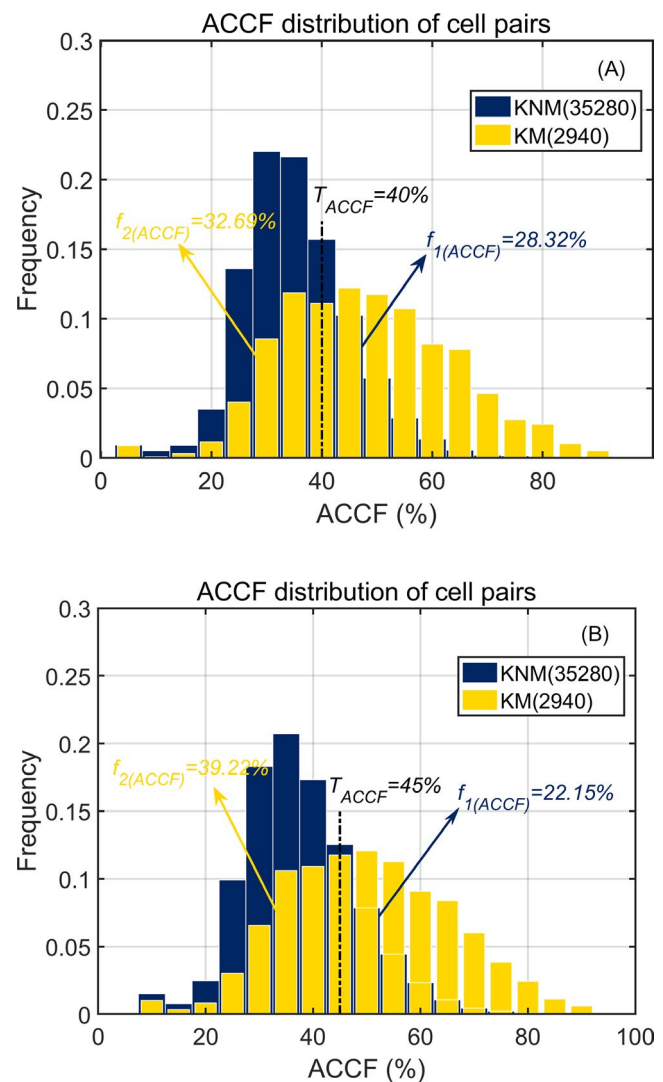 ACCF distribution of cell pairs
(A)
KNM(35280)
KM(2940)
T_ACCF=40%
f_2(ACCF)=32.69%
f_1(ACCF)=28.32%
Frequency
0.3
0.25
0.2
0.15
0.1
0.05
0
20
40
60
80
ACCF (%)
ACCF distribution of cell pairs
(B)
KNM(35280)
KM(2940)
f_2(ACCF)=39.22%
T_ACCF=45%
f_1(ACCF)=22.15%
Frequency
0.3
0.25
0.2
0.15
0.1
0.05
0
0
20
40
60
80
100
ACCF (%)